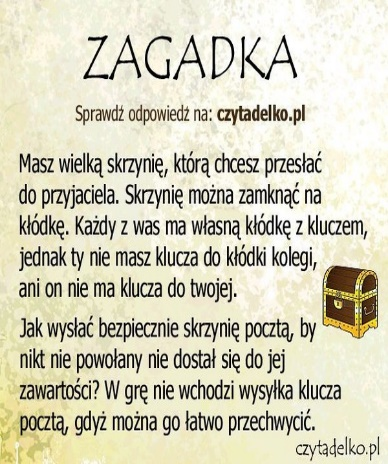 ZAGADKA
Sprawdź odpowiedź na: czytadelko.pl
Masz wielką skrzynię, którą chcesz przesłać
do przyjaciela. Skrzynię można zamknąć na
kłódkę. Każdy z was ma własną kłódkę z kluczem,
jednak ty nie masz klucza do kłódki kolegi,
ani on nie ma klucza do twojej.
Jak wysłać bezpiecznie skrzynię pocztą, by
nikt nie powołany nie dostał się do jej
zawartości? W grę nie wchodzi wysyłka klucza
pocztą, gdyż można go łatwo przechwycić.
czytadelko.pl